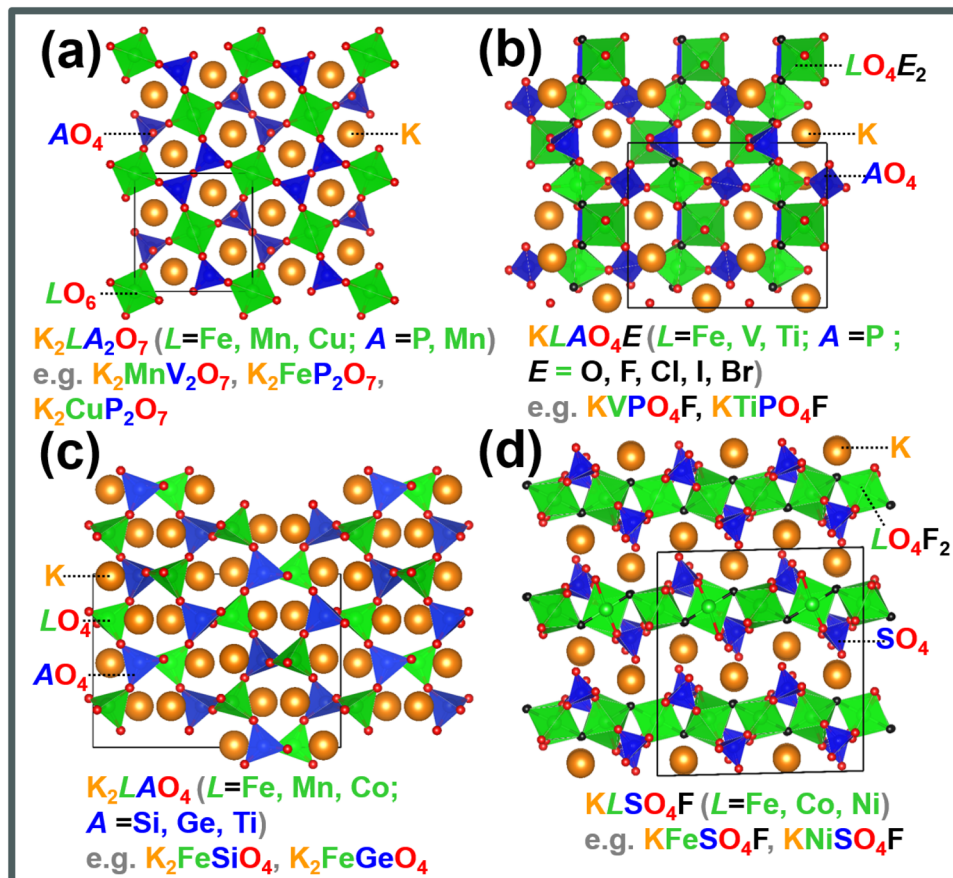 (a)
AO₄
K
LO₆
K₂LA₂O₇ (L=Fe, Mn, Cu; A =P, Mn)
e.g. K₂MnV₂O₇, K₂FeP₂O₇,
K₂CuP₂O₇
(b)
LO₄E₂
K
AO₄
KLAO₄E (L=Fe, V, Ti; A =P ;
E = O, F, Cl, I, Br)
e.g. KVPO₄F, KTiPO₄F
(c)
K
LO₄
AO₄
K₂LAO₄ (L=Fe, Mn, Co;
A =Si, Ge, Ti)
e.g. K₂FeSiO₄, K₂FeGeO₄
(d)
K
LO₄F₂
SO₄
KLSO₄F (L=Fe, Co, Ni)
e.g. KFeSO₄F, KNiSO₄F